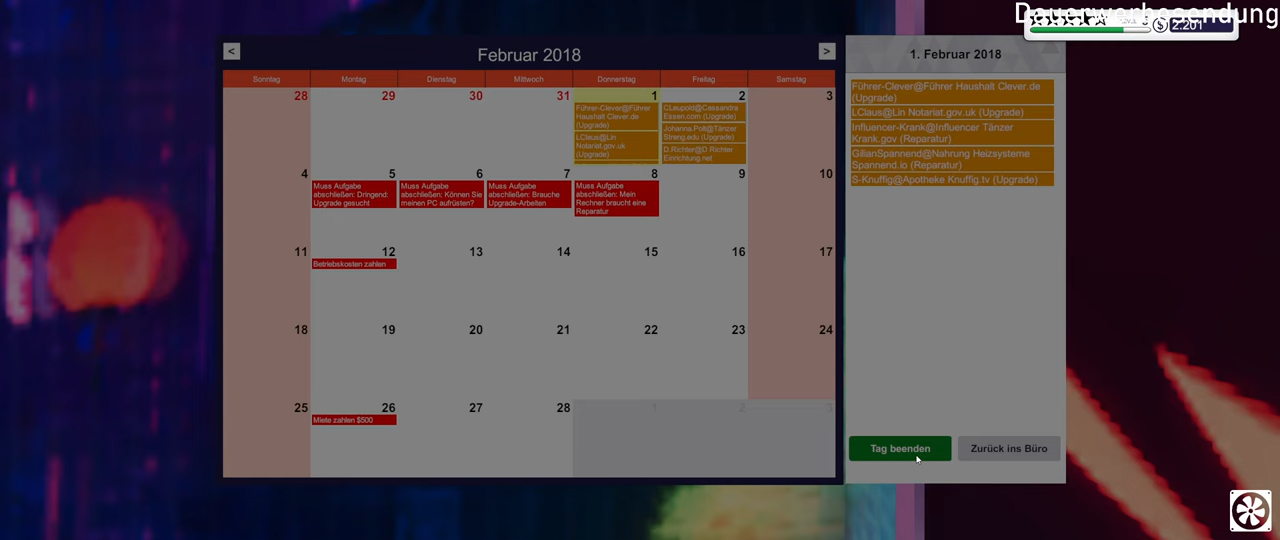 Dauerwerbesendung
2.201
<
Februar 2018
>
1. Februar 2018
Sonntag
Montag
Dienstag
Mittwoch
Donnerstag
Freitag
Samstag
28
29
30
31
1
2
3
Führer-Clever@Führer
Haushalt Clever.de
(Upgrade)
LClaus@Lin
Notariat.gov.uk
(Upgrade)
CLeupold@Cassandra
Essen.com (Upgrade)
Johanna.Polt@Tänzer
Streng.edu (Upgrade)
D.Richter@D Richter
Einrichtung.net
Führer-Clever@Führer Haushalt Clever.de
(Upgrade)
LClaus@Lin Notariat.gov.uk (Upgrade)
Influencer-Krank@Influencer Tänzer
Krank.gov (Reparatur)
GilianSpannend@Nahrung Heizsysteme
Spannend.io (Reparatur)
S-Knuffig@Apotheke Knuffig.tv (Upgrade)
4
5
6
7
8
9
10
Muss Aufgabe
abschließen: Dringend:
Upgrade gesucht
Muss Aufgabe
abschließen: Können Sie
meinen PC aufrüsten?
Muss Aufgabe
abschließen: Brauche
Upgrade-Arbeiten
Muss Aufgabe
abschließen: Mein
Rechner braucht eine
Reparatur
11
12
13
14
15
16
17
Betriebskosten zahlen
18
19
20
21
22
23
24
25
26
27
28
1
2
3
Miete zahlen $500
Tag beenden
Zurück ins Büro